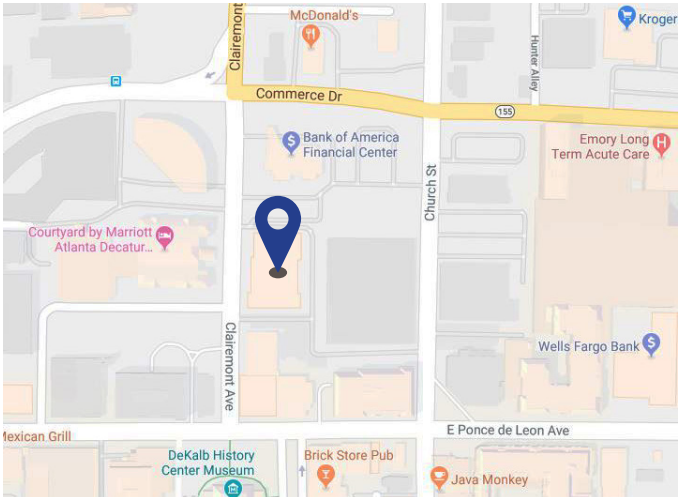 McDonald's
Kroger
Clairemont
Hunter Alley
Commerce Dr
155
Bank of America
Financial Center
Emory Long
Term Acute Care
Church St
Courtyard by Marriott
Atlanta Decatur...
Clairemont Ave
Wells Fargo Bank
E Ponce de Leon Ave
Mexican Grill
DeKalb History
Center Museum
Brick Store Pub
Java Monkey